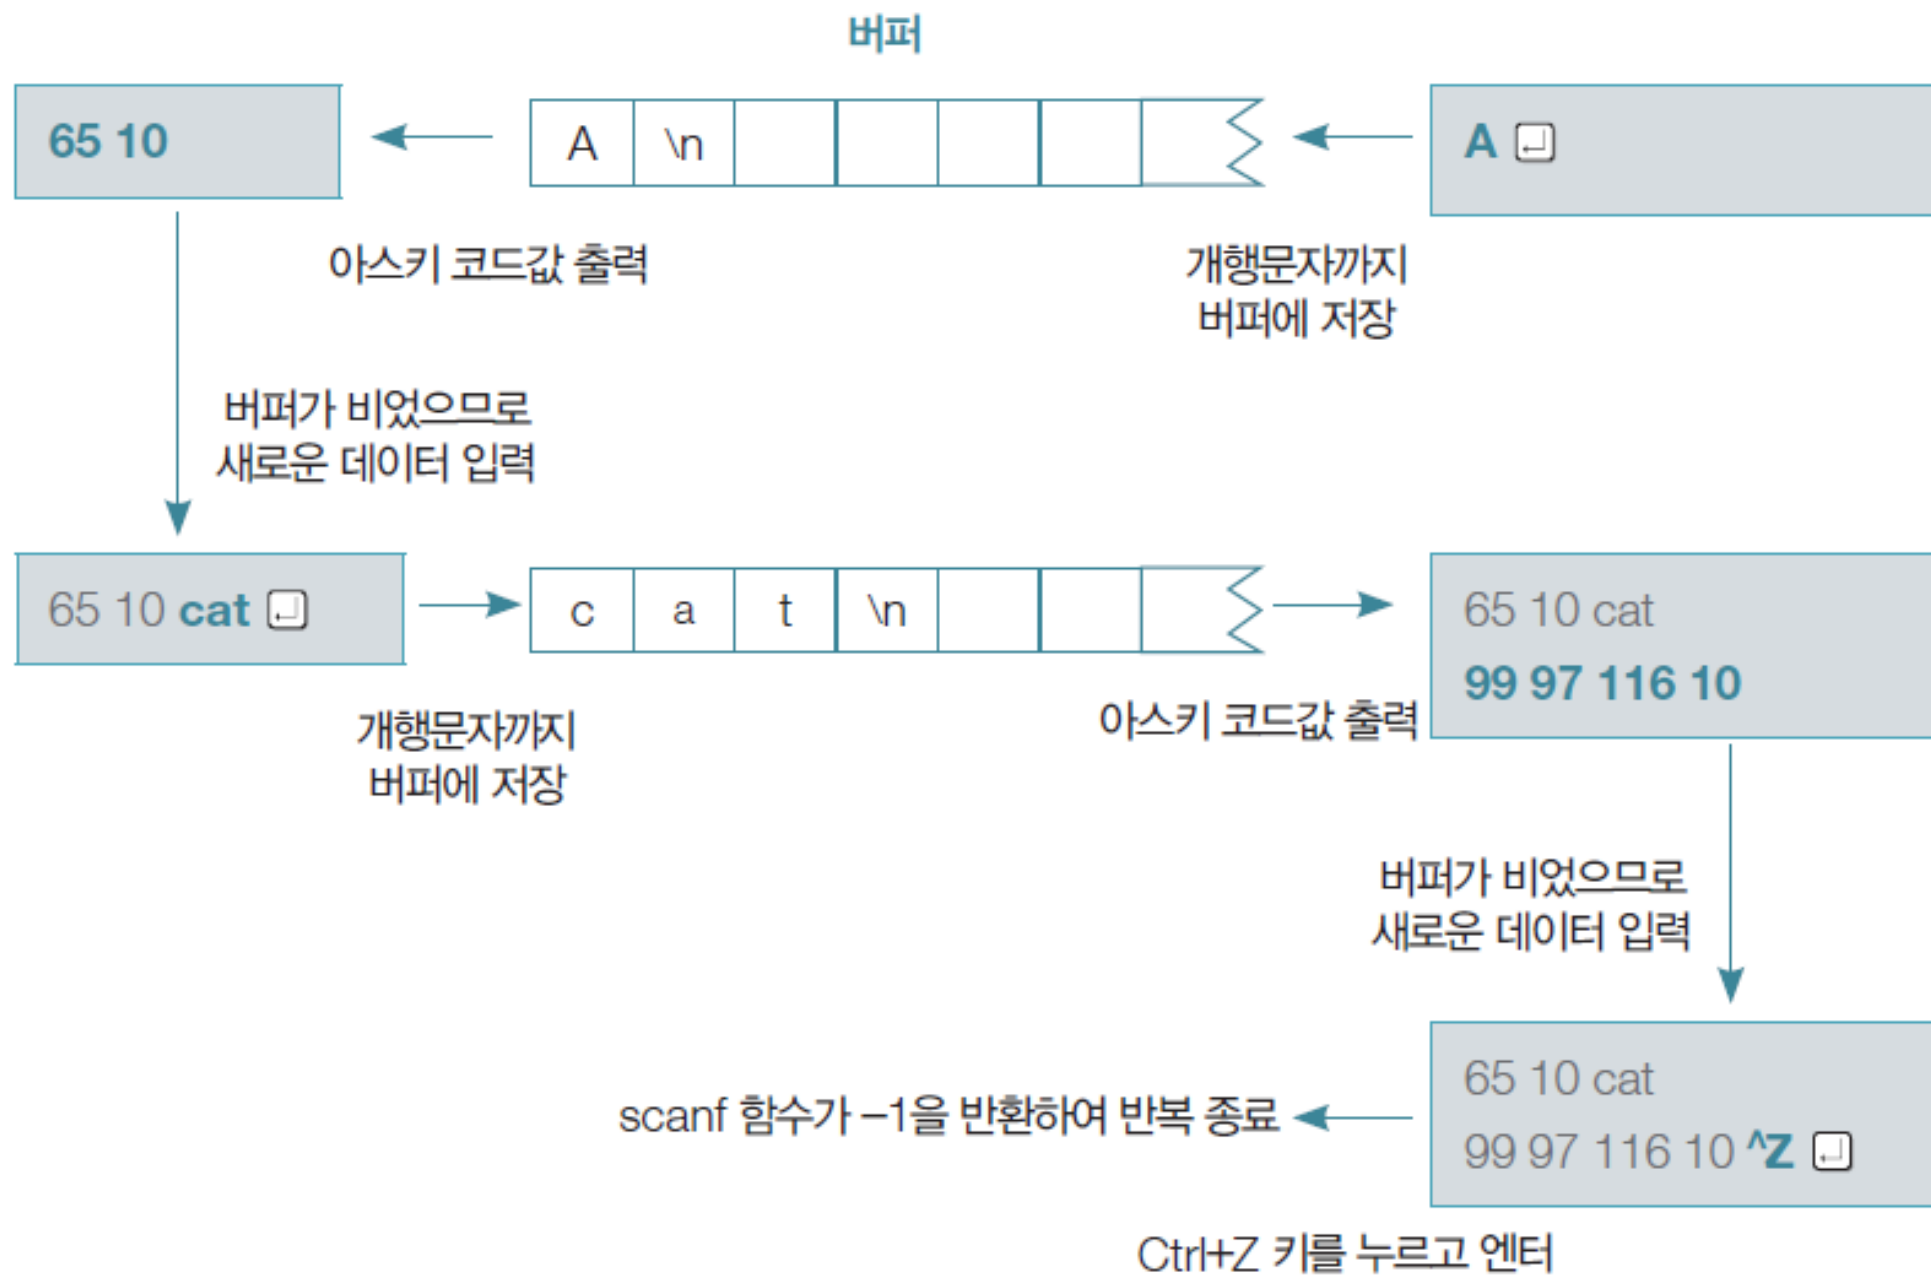 버퍼
65 10
A \n
A
아스키 코드값 출력
개행문자까지
버퍼에 저장
버퍼가 비었으므로
새로운 데이터 입력
65 10 cat
c a t \n
65 10 cat
99 97 116 10
개행문자까지
버퍼에 저장
아스키 코드값 출력
버퍼가 비었으므로
새로운 데이터 입력
scanf 함수가 –1을 반환하여 반복 종료
65 10 cat
99 97 116 10 ^Z
Ctrl+Z 키를 누르고 엔터